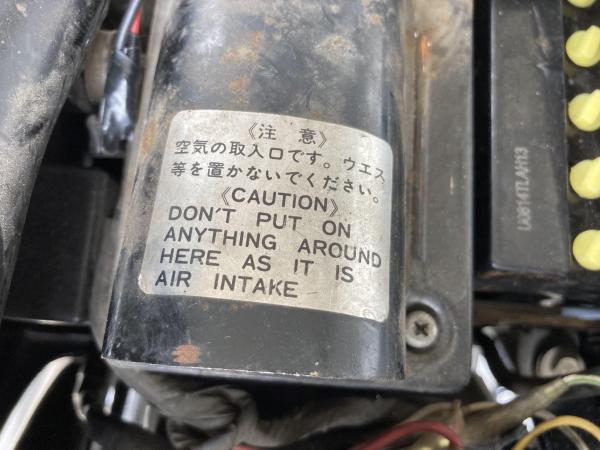 《注 意》
空気の取入口です。ウエス
等を置かないでください。
《CAUTION》
DON'T PUT ON
ANYTHING AROUND
HERE AS IT IS
AIR INTAKE